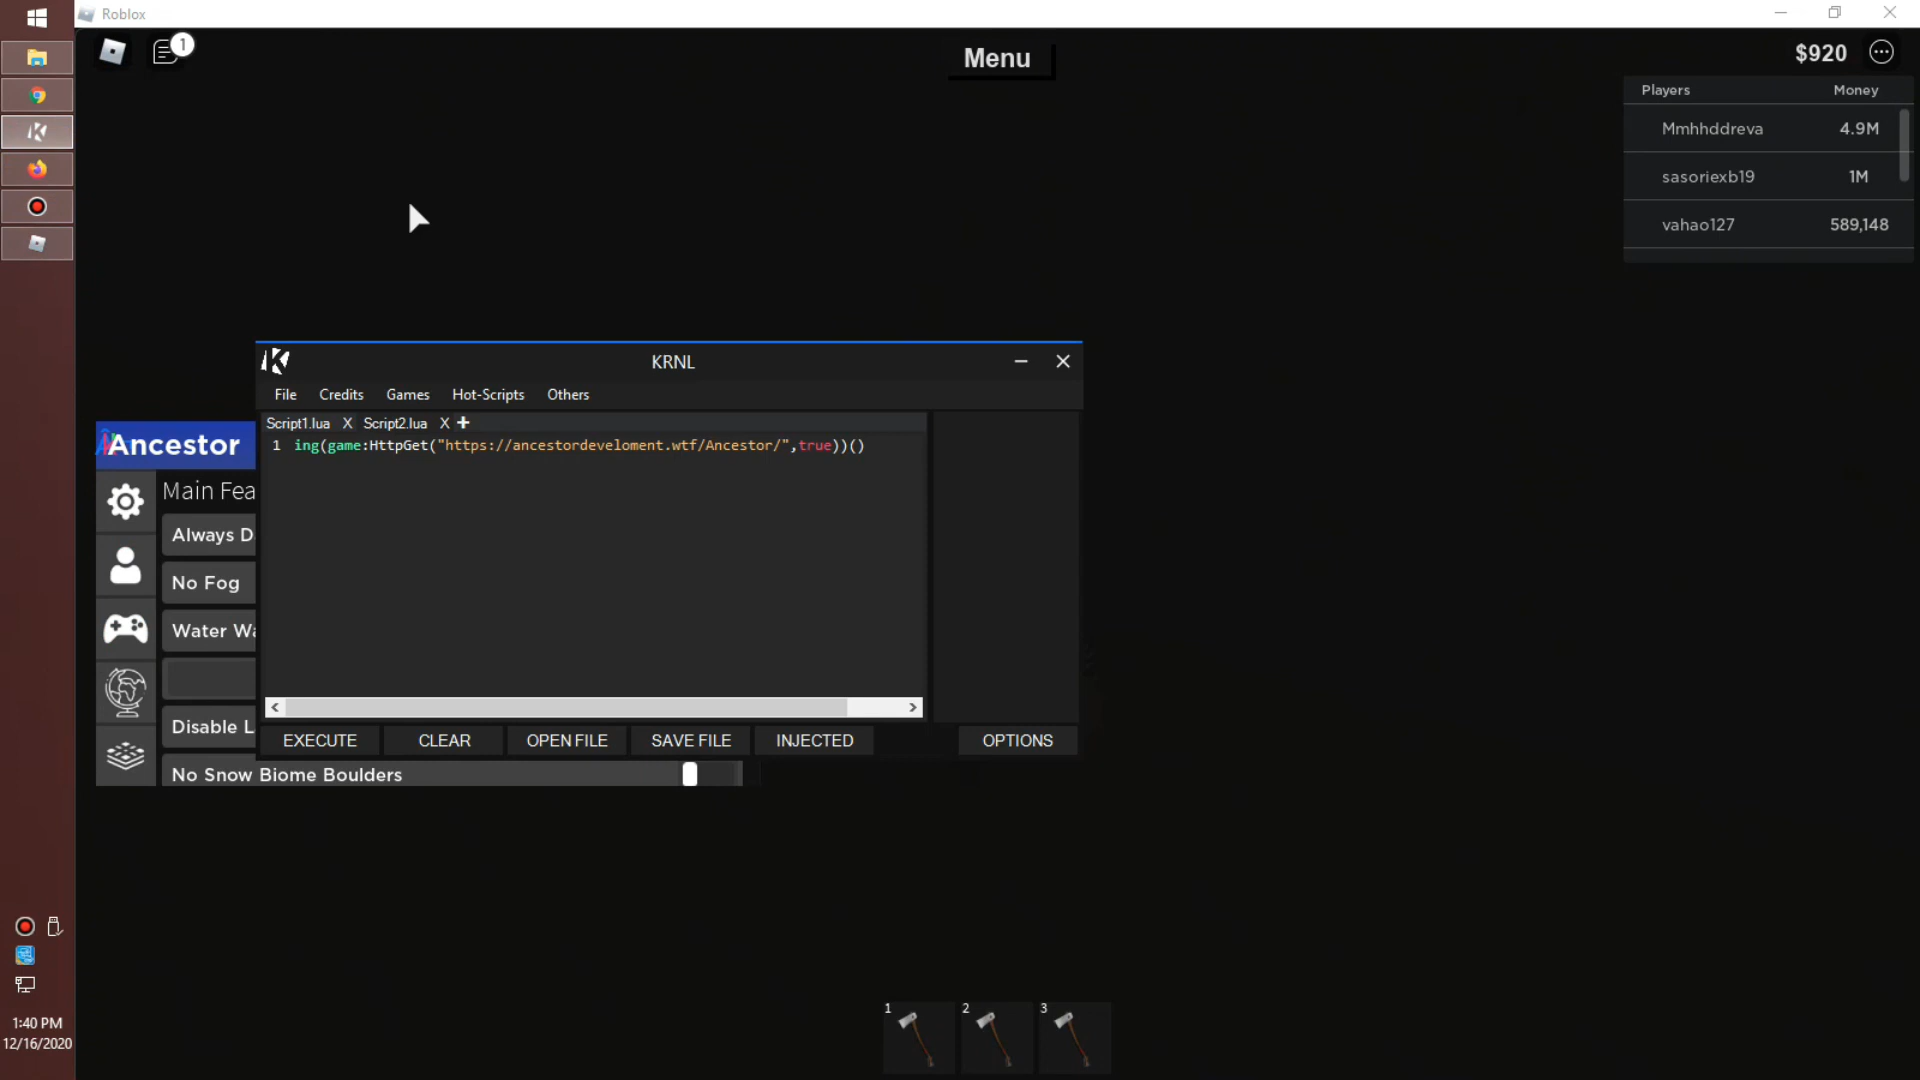 Roblox
1
Menu
$920
Players Money
Mmhhddreva 4.9M
sasoriexb19 1M
vahao127 589,148
KRNL
File Credits Games Hot-Scripts Others
Script1.lua X Script2.lua X
1 ing(game:HttpGet("https://ancestordeveloment.wtf/Ancestor/",true))()
Ancestor
Main Fea
Always D
No Fog
Water Wa
Disable L
No Snow Biome Boulders
EXECUTE CLEAR OPEN FILE SAVE FILE INJECTED OPTIONS
1 2 3
1:40 PM
12/16/2020